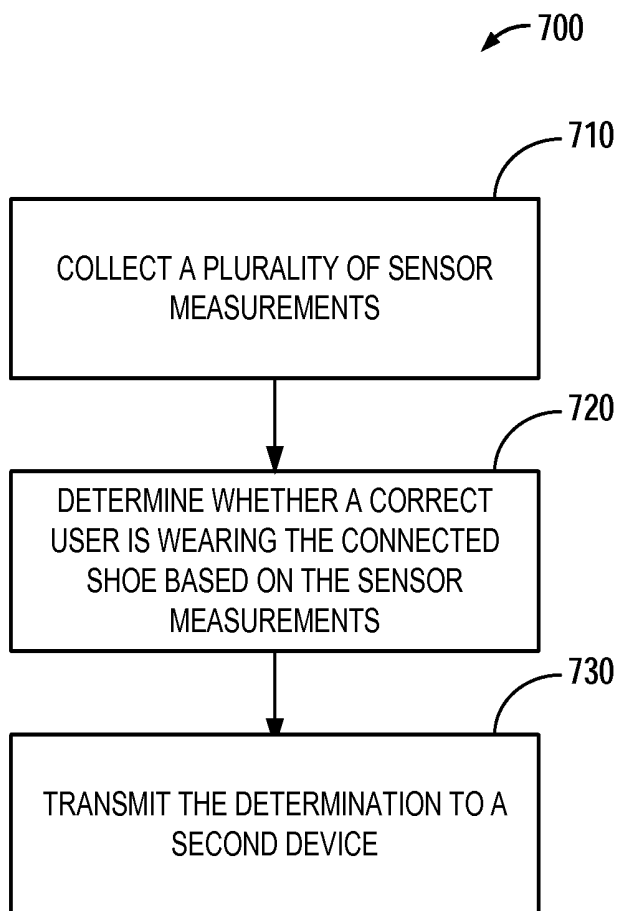 700
710
COLLECT A PLURALITY OF SENSOR
MEASUREMENTS
720
DETERMINE WHETHER A CORRECT
USER IS WEARING THE CONNECTED
SHOE BASED ON THE SENSOR
MEASUREMENTS
730
TRANSMIT THE DETERMINATION TO A
SECOND DEVICE